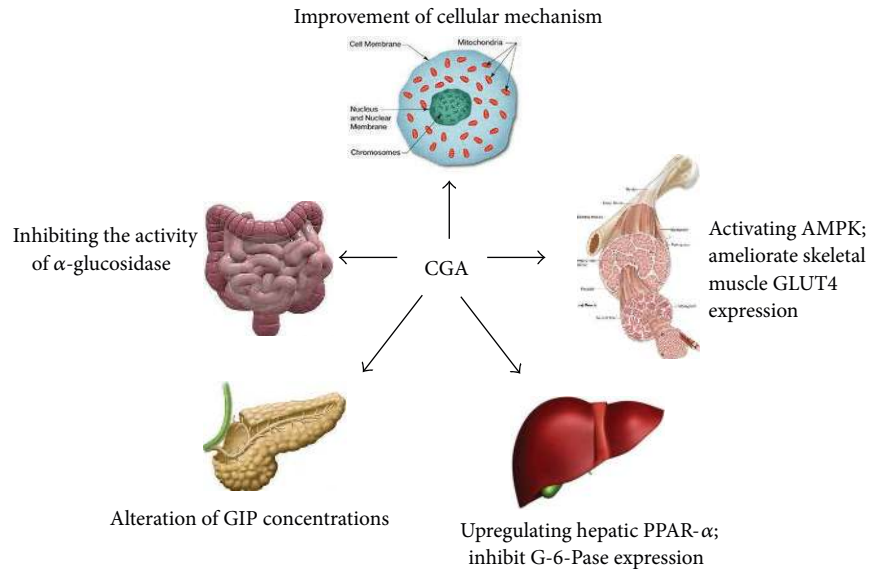 Improvement of cellular mechanism
Cell Membrane
Mitochondria
Nucleus
and Nuclear
Membrane
Chromosomes
Inhibiting the activity
of α-glucosidase
CGA
Activating AMPK;
ameliorate skeletal
muscle GLUT4
expression
Alteration of GIP concentrations
Upregulating hepatic PPAR-α;
inhibit G-6-Pase expression